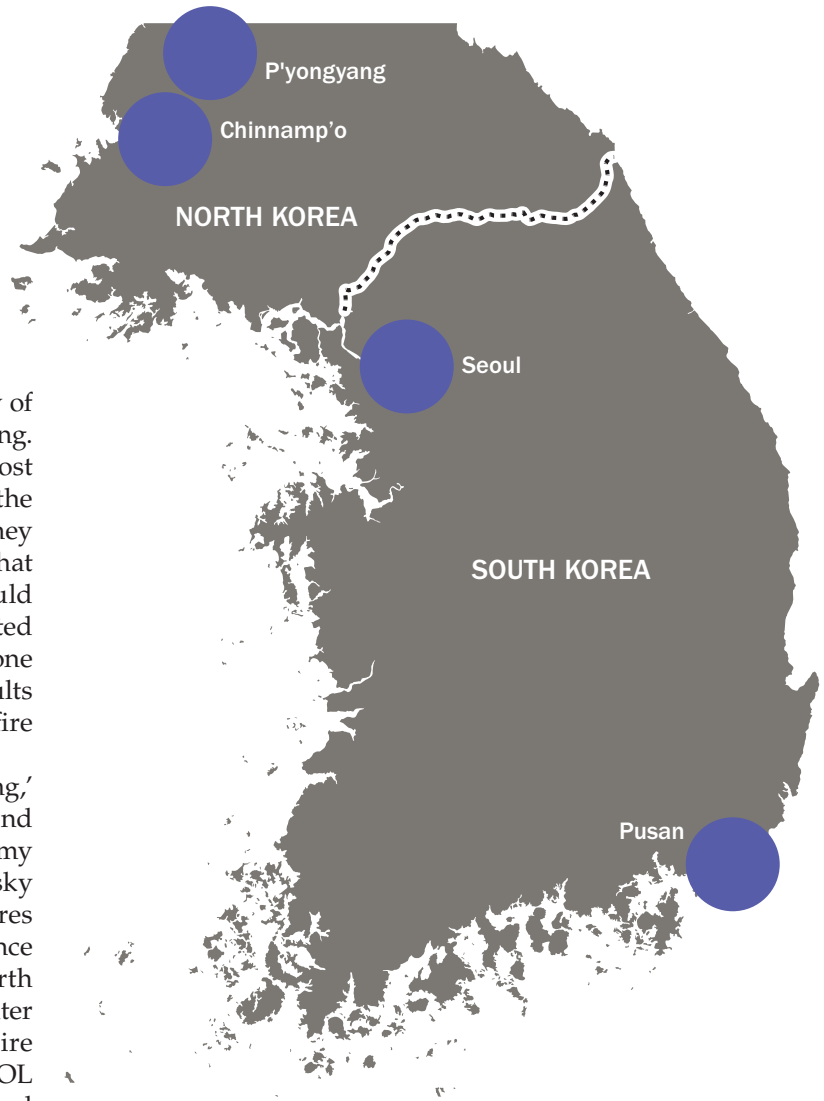 P'yongyang
Chinnamp’o
NORTH KOREA
Seoul
SOUTH KOREA
Pusan
of
ng.
ost
the
hey
hat
uld
ted
one
ults
fire
ng,’
nd
my
sky
res
nce
rth
ter
ire
OL